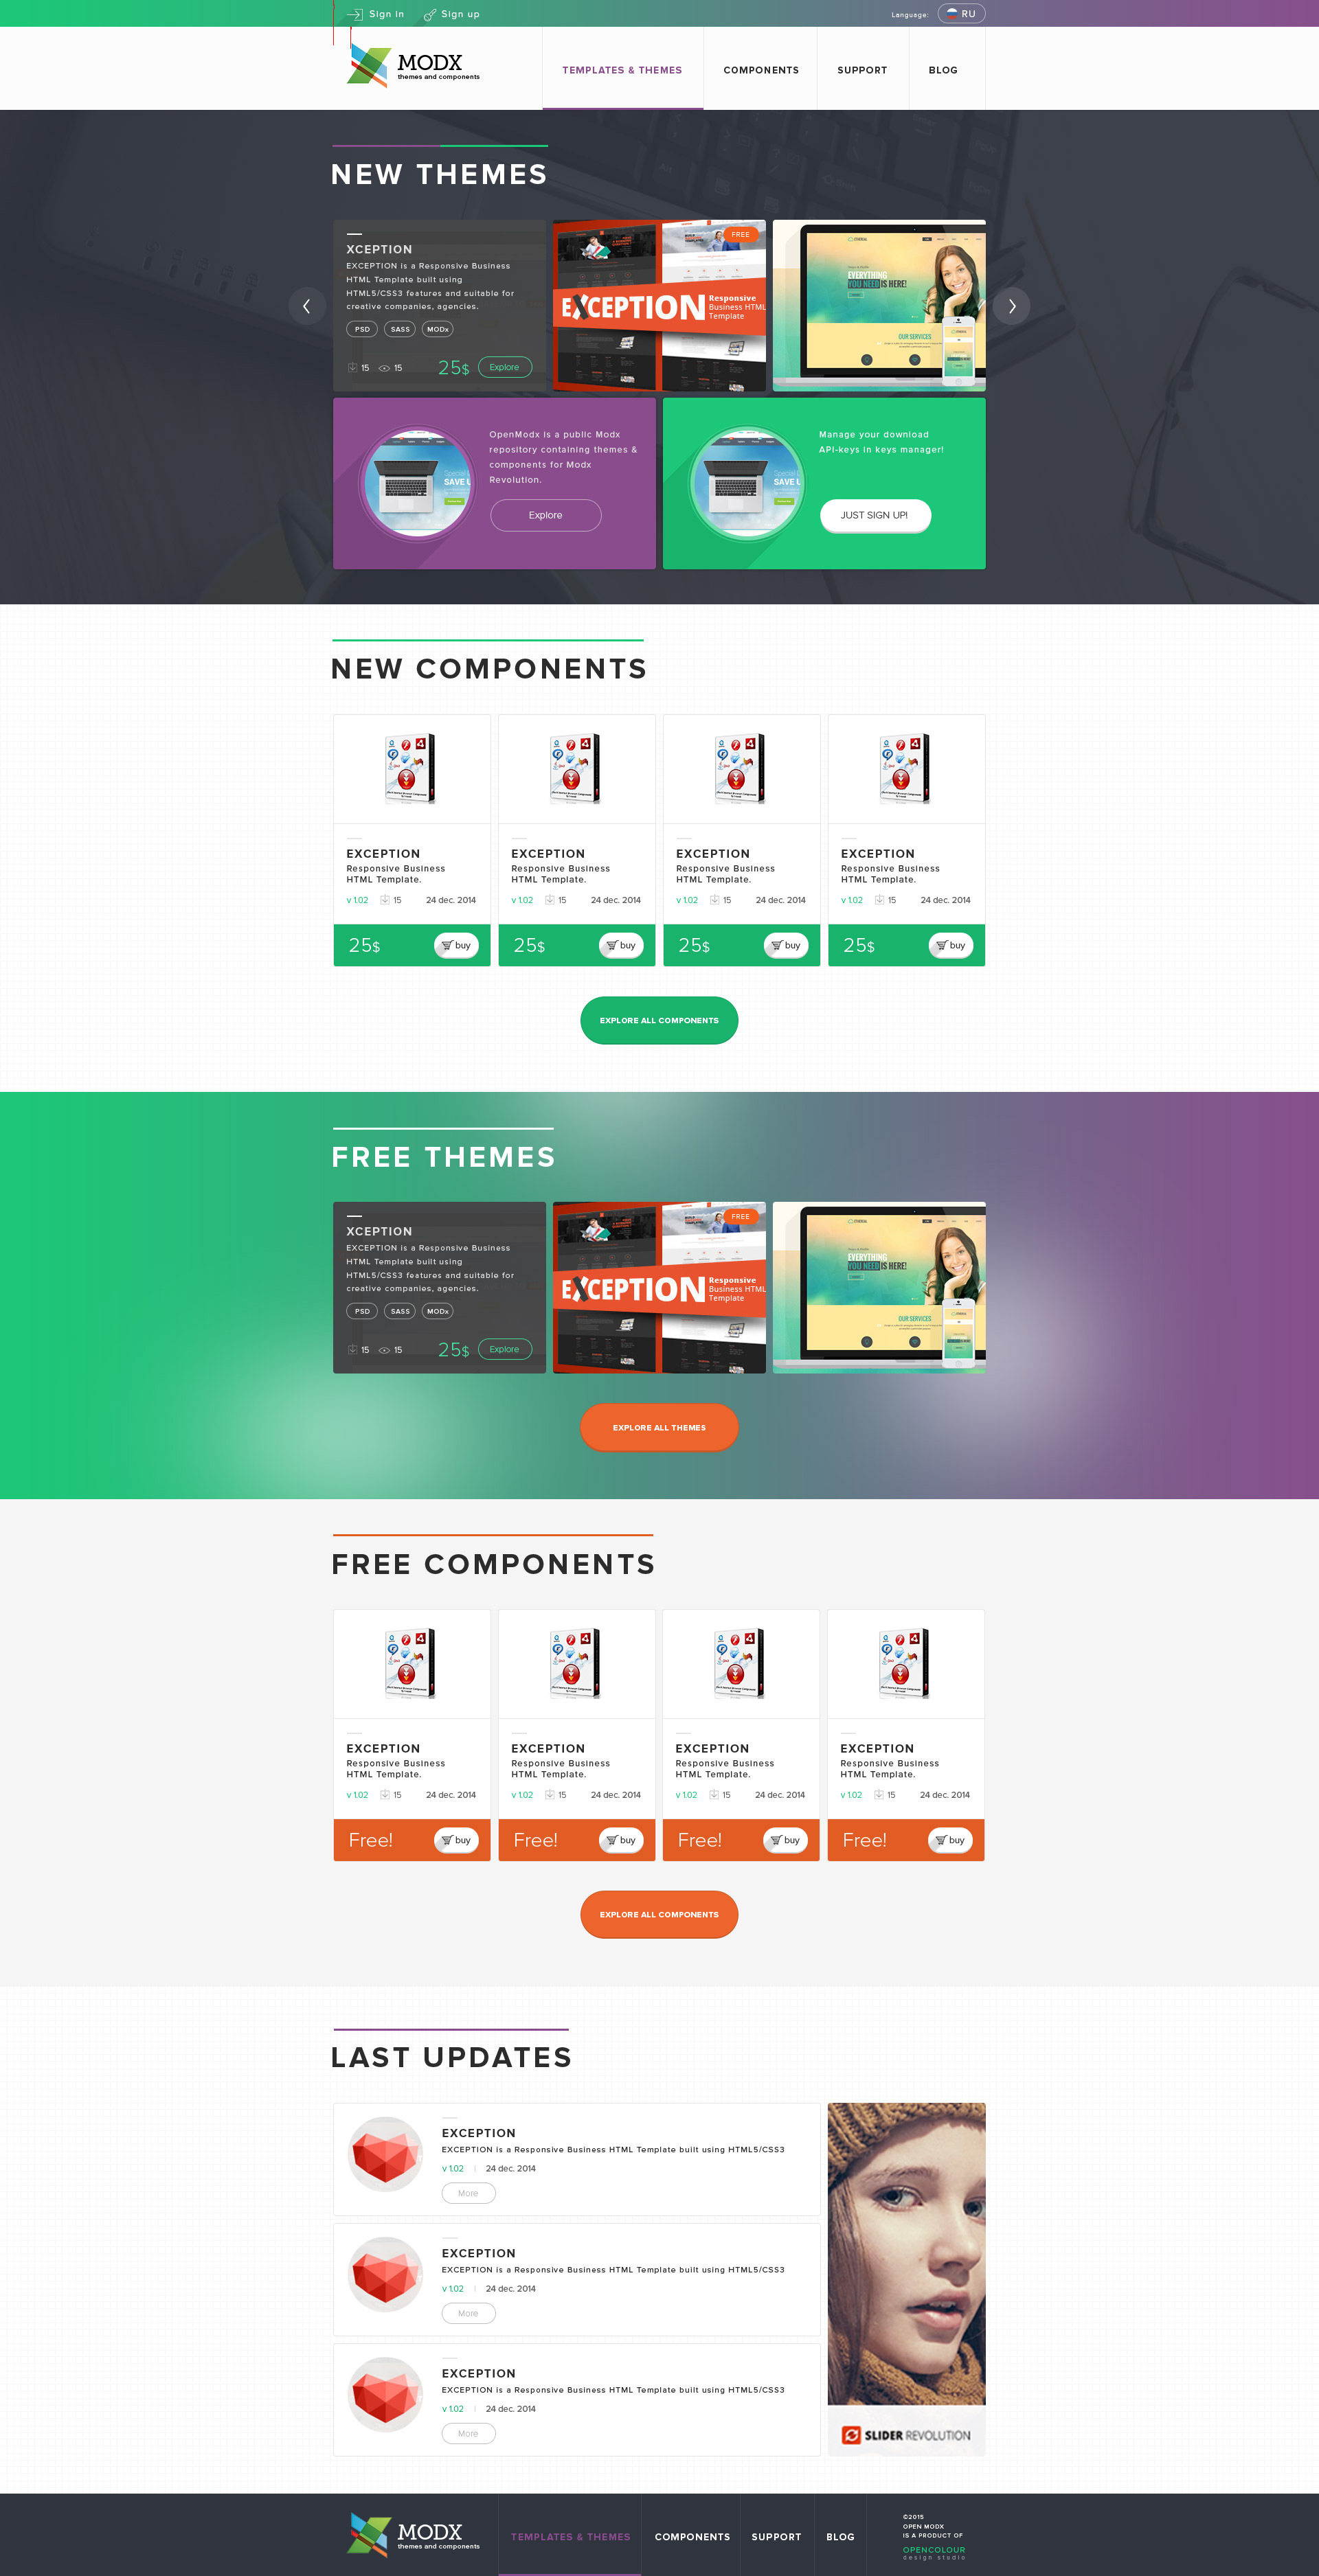 Sign in
Sign up
Language:
RU
MODX
themes and components
TEMPLATES & THEMES
COMPONENTS
SUPPORT
BLOG
NEW THEMES
XCEPTION
EXCEPTION is a Responsive Business
HTML Template built using
HTML5/CSS3 features and suitable for
creative companies, agencies.
PSD
SASS
MODx
15
15
25$
Explore
FREE
EXCEPTION
Responsive
Business HTML
Template
EVERYTHING
YOU NEED IS HERE!
OUR SERVICES
OpenModx is a public Modx
repository containing themes &
components for Modx
Revolution.
Explore
SAVE U
Manage your download
API-keys in keys manager!
JUST SIGN UP!
SAVE U
NEW COMPONENTS
EXCEPTION
Responsive Business
HTML Template.
v 1.02
15
24 dec. 2014
25$
buy
EXCEPTION
Responsive Business
HTML Template.
v 1.02
15
24 dec. 2014
25$
buy
EXCEPTION
Responsive Business
HTML Template.
v 1.02
15
24 dec. 2014
25$
buy
EXCEPTION
Responsive Business
HTML Template.
v 1.02
15
24 dec. 2014
25$
buy
EXPLORE ALL COMPONENTS
FREE THEMES
XCEPTION
EXCEPTION is a Responsive Business
HTML Template built using
HTML5/CSS3 features and suitable for
creative companies, agencies.
PSD
SASS
MODx
15
15
25$
Explore
FREE
EXCEPTION
Responsive
Business HTML
Template
EVERYTHING
YOU NEED IS HERE!
OUR SERVICES
EXPLORE ALL THEMES
FREE COMPONENTS
EXCEPTION
Responsive Business
HTML Template.
v 1.02
15
24 dec. 2014
Free!
buy
EXCEPTION
Responsive Business
HTML Template.
v 1.02
15
24 dec. 2014
Free!
buy
EXCEPTION
Responsive Business
HTML Template.
v 1.02
15
24 dec. 2014
Free!
buy
EXCEPTION
Responsive Business
HTML Template.
v 1.02
15
24 dec. 2014
Free!
buy
EXPLORE ALL COMPONENTS
LAST UPDATES
EXCEPTION
EXCEPTION is a Responsive Business HTML Template built using HTML5/CSS3
v 1.02
24 dec. 2014
More
EXCEPTION
EXCEPTION is a Responsive Business HTML Template built using HTML5/CSS3
v 1.02
24 dec. 2014
More
EXCEPTION
EXCEPTION is a Responsive Business HTML Template built using HTML5/CSS3
v 1.02
24 dec. 2014
More
SLIDER REVOLUTION
MODX
themes and components
TEMPLATES & THEMES
COMPONENTS
SUPPORT
BLOG
©2015
OPEN MODX
IS A PRODUCT OF
OPENCOLOUR
design studio